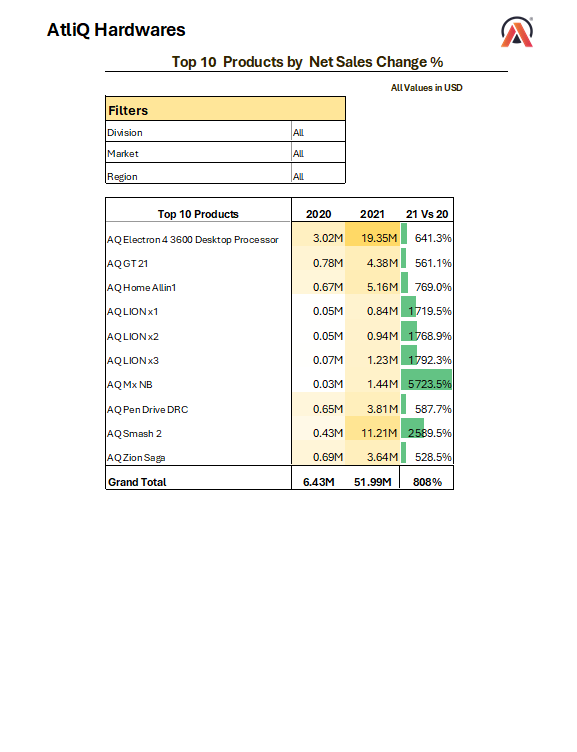 AtliQ Hardwares
Top 10 Products by Net Sales Change %
All Values in USD
Filters
Division All
Market All
Region All
Top 10 Products 2020 2021 21 Vs 20
AQ Electron 4 3600 Desktop Processor 3.02M 19.35M 641.3%
AQ GT 21 0.78M 4.38M 561.1%
AQ Home Allin1 0.67M 5.16M 769.0%
AQ LION x1 0.05M 0.84M 1719.5%
AQ LION x2 0.05M 0.94M 1768.9%
AQ LION x3 0.07M 1.23M 1792.3%
AQ Mx NB 0.03M 1.44M 5723.5%
AQ Pen Drive DRC 0.65M 3.81M 587.7%
AQ Smash 2 0.43M 11.21M 2589.5%
AQ Zion Saga 0.69M 3.64M 528.5%
Grand Total 6.43M 51.99M 808%